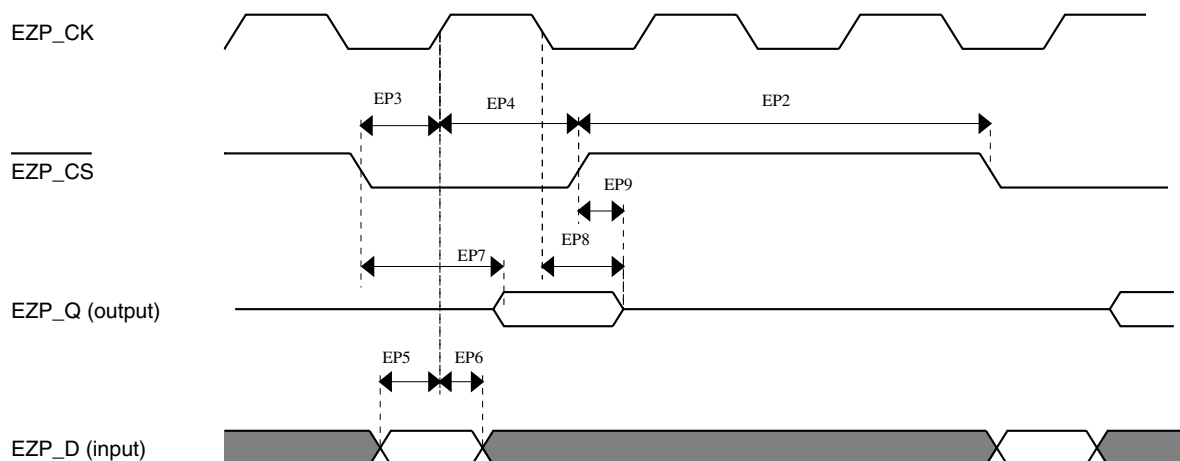 EZP_CK
EP3
EP4
EP2
EZP_CS
EP9
EP8
EP7
EZP_Q (output)
EP5
EP6
EZP_D (input)